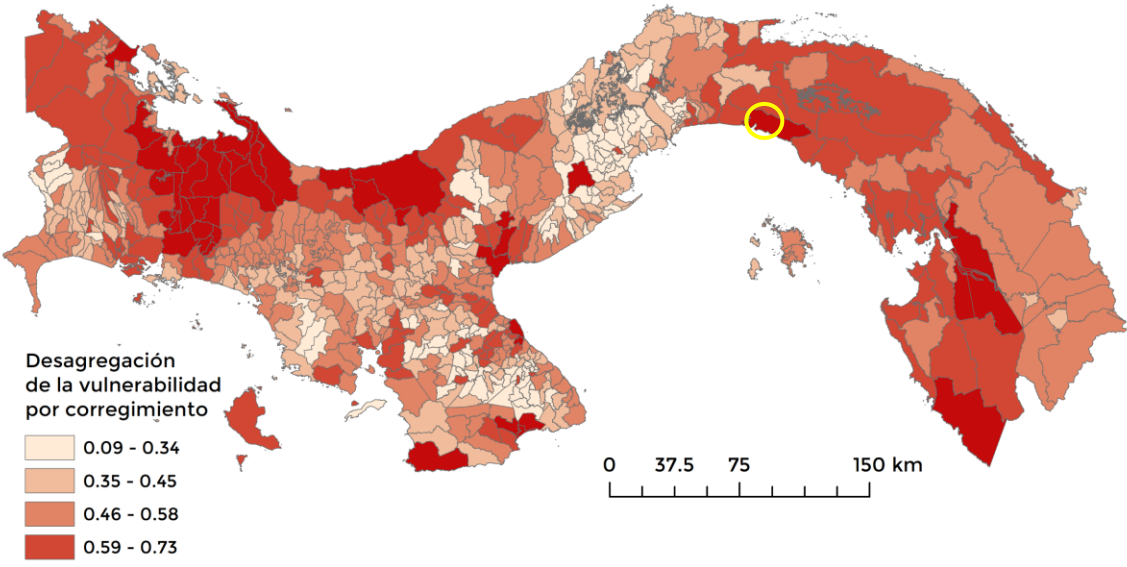 Desagregación
de la vulnerabilidad
por corregimiento
0.09 - 0.34
0.35 - 0.45
0.46 - 0.58
0.59 - 0.73
0 37.5 75 150 km